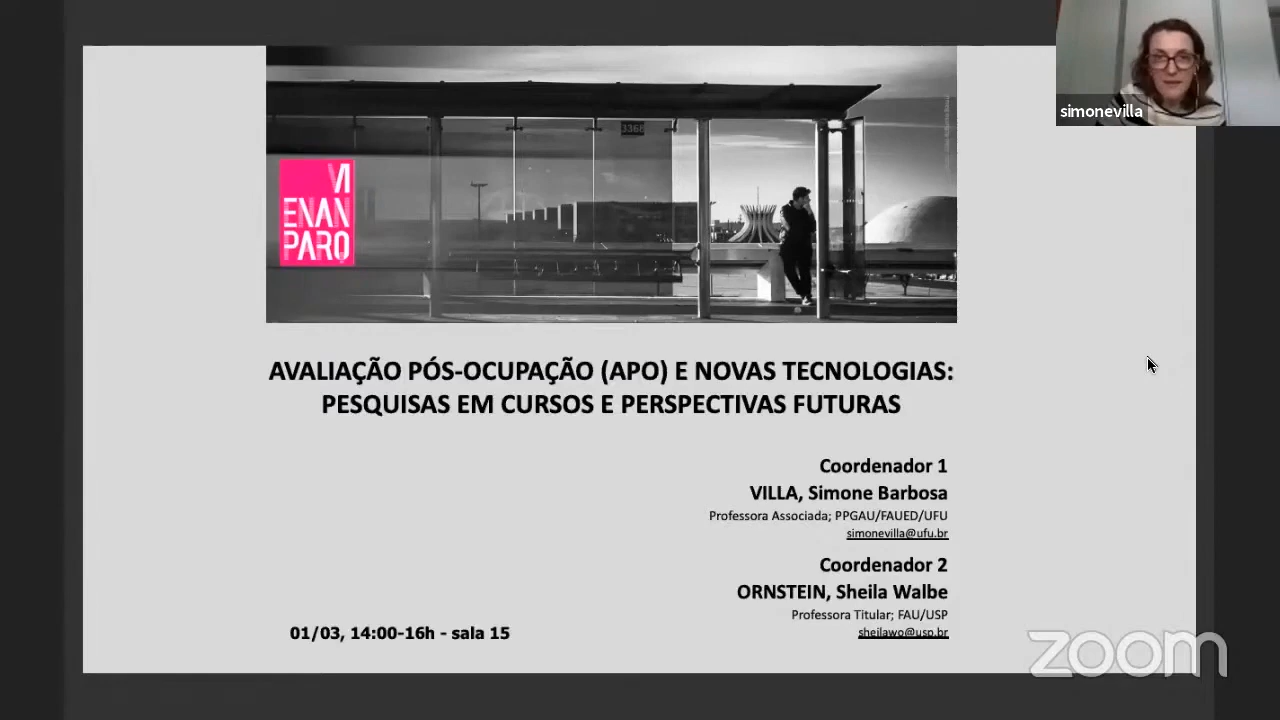 simonevilla
3368
VI
ENAN
PARQ
AVALIAÇÃO PÓS-OCUPAÇÃO (APO) E NOVAS TECNOLOGIAS:
PESQUISAS EM CURSOS E PERSPECTIVAS FUTURAS
Coordenador 1
VILLA, Simone Barbosa
Professora Associada; PPGAU/FAUED/UFU
simonevilla@ufu.br
Coordenador 2
ORNSTEIN, Sheila Walbe
Professora Titular; FAU/USP
sheilawo@usp.br
01/03, 14:00-16h - sala 15
zoom